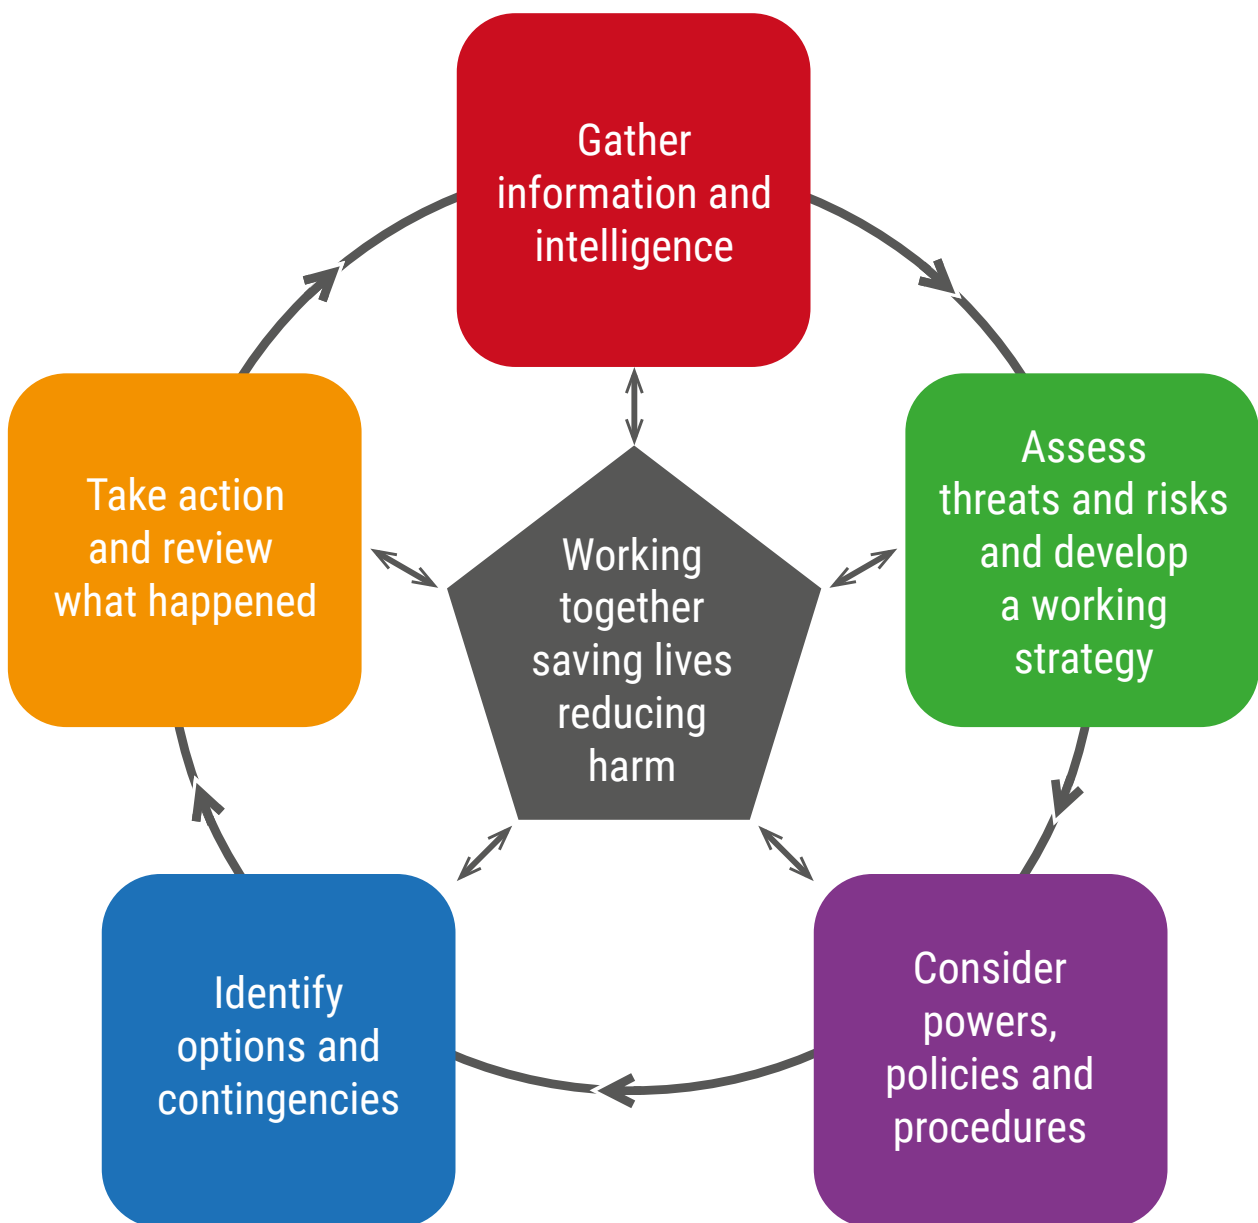 Gather
information and
intelligence
Assess
threats and risks
and develop
a working
strategy
Consider
powers,
policies and
procedures
Identify
options and
contingencies
Take action
and review
what happened
Working
together
saving lives
reducing
harm